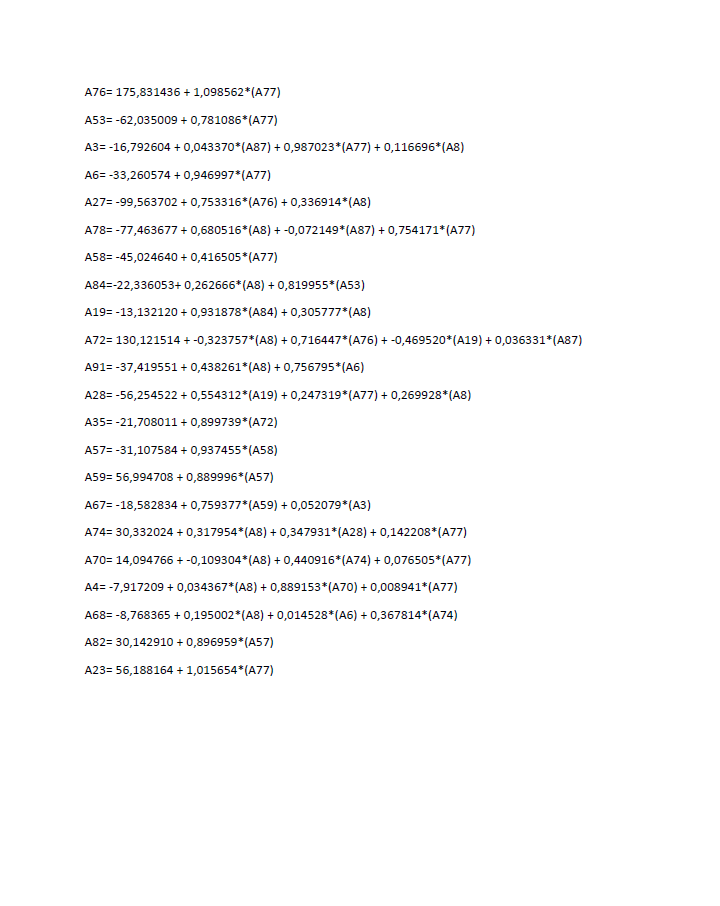 A76= 175,831436 + 1,098562*(A77)
A53= -62,035009 + 0,781086*(A77)
A3= -16,792604 + 0,043370*(A87) + 0,987023*(A77) + 0,116696*(A8)
A6= -33,260574 + 0,946997*(A77)
A27= -99,563702 + 0,753316*(A76) + 0,336914*(A8)
A78= -77,463677 + 0,680516*(A8) + -0,072149*(A87) + 0,754171*(A77)
A58= -45,024640 + 0,416505*(A77)
A84=-22,336053+ 0,262666*(A8) + 0,819955*(A53)
A19= -13,132120 + 0,931878*(A84) + 0,305777*(A8)
A72= 130,121514 + -0,323757*(A8) + 0,716447*(A76) + -0,469520*(A19) + 0,036331*(A87)
A91= -37,419551 + 0,438261*(A8) + 0,756795*(A6)
A28= -56,254522 + 0,554312*(A19) + 0,247319*(A77) + 0,269928*(A8)
A35= -21,708011 + 0,899739*(A72)
A57= -31,107584 + 0,937455*(A58)
A59= 56,994708 + 0,889996*(A57)
A67= -18,582834 + 0,759377*(A59) + 0,052079*(A3)
A74= 30,332024 + 0,317954*(A8) + 0,347931*(A28) + 0,142208*(A77)
A70= 14,094766 + -0,109304*(A8) + 0,440916*(A74) + 0,076505*(A77)
A4= -7,917209 + 0,034367*(A8) + 0,889153*(A70) + 0,008941*(A77)
A68= -8,768365 + 0,195002*(A8) + 0,014528*(A6) + 0,367814*(A74)
A82= 30,142910 + 0,896959*(A57)
A23= 56,188164 + 1,015654*(A77)